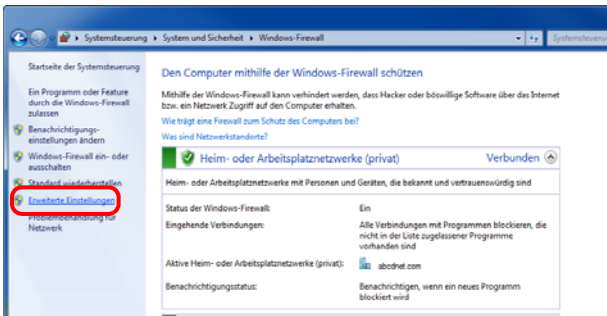 Systemsteuerung ▸ System und Sicherheit ▸ Windows-Firewall
Systemsteuerung
Startseite der Systemsteuerung
Ein Programm oder Feature
durch die Windows-Firewall
zulassen
Benachrichtigungs-
einstellungen ändern
Windows-Firewall ein- oder
ausschalten
Standard wiederherstellen
Erweiterte Einstellungen
Problembehandlung für
Netzwerk
Den Computer mithilfe der Windows-Firewall schützen
Mithilfe der Windows-Firewall kann verhindert werden, dass Hacker oder böswillige Software über das Internet
bzw. ein Netzwerk Zugriff auf den Computer erhalten.
Wie trägt eine Firewall zum Schutz des Computers bei?
Was sind Netzwerkstandorte?
Heim- oder Arbeitsplatznetzwerke (privat) Verbunden
Heim- oder Arbeitsplatznetzwerke mit Personen und Geräten, die bekannt und vertrauenswürdig sind
Status der Windows-Firewall: Ein
Eingehende Verbindungen: Alle Verbindungen mit Programmen blockieren, die
nicht in der Liste zugelassener Programme
vorhanden sind
Aktive Heim- oder Arbeitsplatznetzwerke (privat): abcdnet.com
Benachrichtigungsstatus: Benachrichtigen, wenn ein neues Programm
blockiert wird